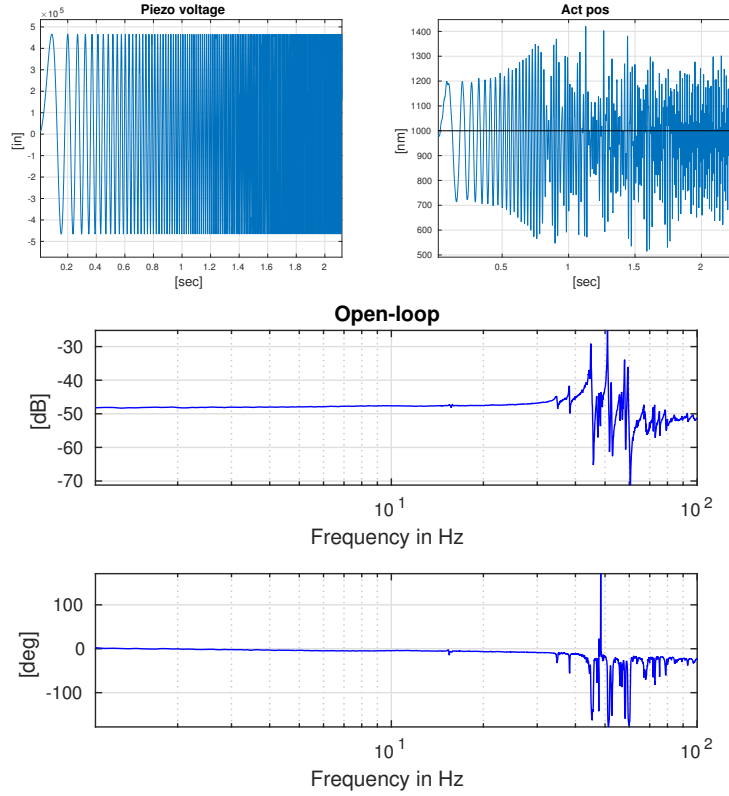 Piezo voltage
×10^5
5
4
3
2
1
0
-1
-2
-3
-4
-5
[in]
0.2 0.4 0.6 0.8 1 1.2 1.4 1.6 1.8 2
[sec]
Act pos
1400
1300
1200
1100
1000
900
800
700
600
500
[nm]
0.5 1 1.5 2
[sec]
Open-loop
-30
-40
-50
-60
-70
[dB]
10^1 10^2
Frequency in Hz
100
0
-100
[deg]
10^1 10^2
Frequency in Hz